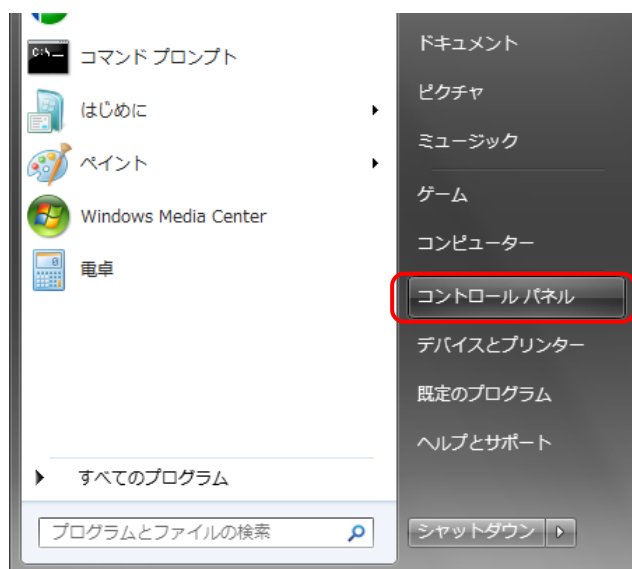 コマンド プロンプト
はじめに
ペイント
Windows Media Center
電卓
すべてのプログラム
プログラムとファイルの検索
ドキュメント
ピクチャ
ミュージック
ゲーム
コンピューター
コントロール パネル
デバイスとプリンター
既定のプログラム
ヘルプとサポート
シャットダウン